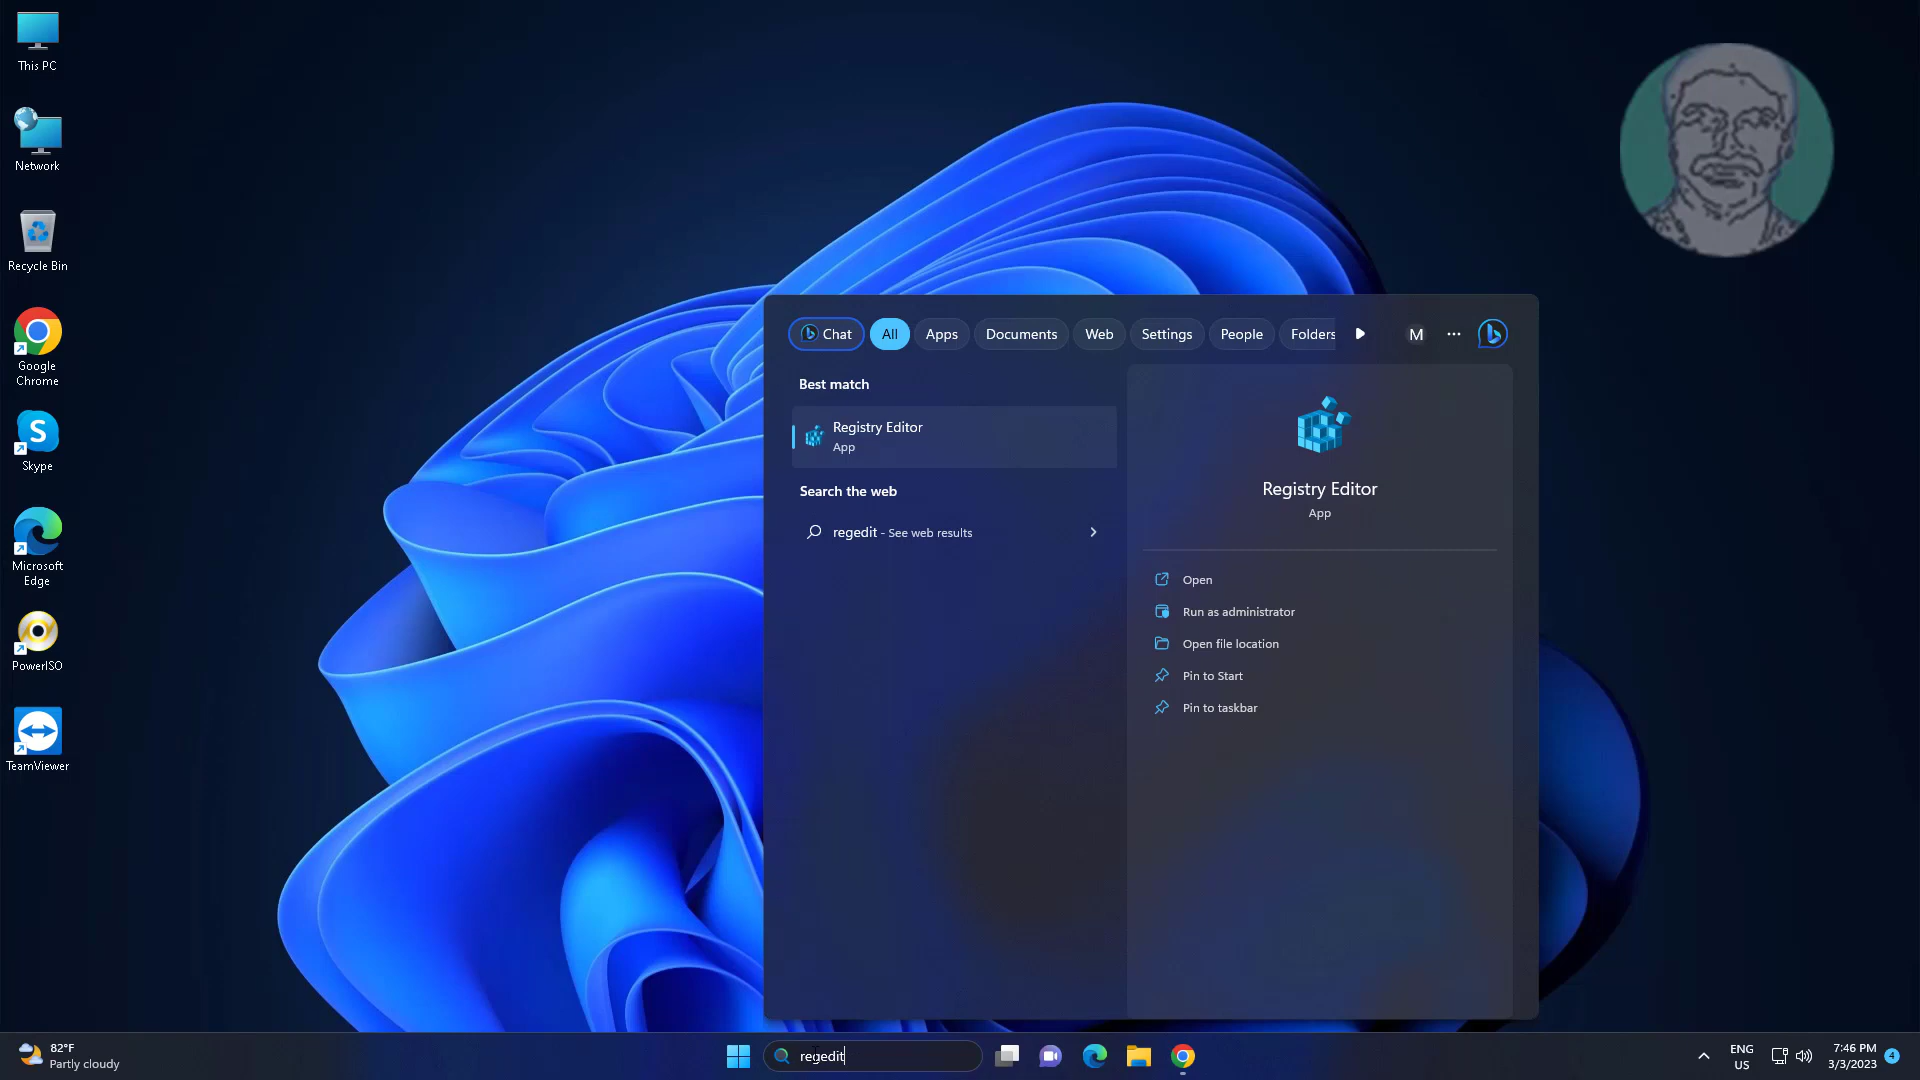 This PC
Network
Recycle Bin
Google
Chrome
S
Skype
Microsoft
Edge
PowerISO
TeamViewer
Chat
All
Apps
Documents
Web
Settings
People
Folders
M
Best match
Registry Editor
App
Search the web
regedit - See web results
Registry Editor
App
Open
Run as administrator
Open file location
Pin to Start
Pin to taskbar
82°F
Partly cloudy
regedit
ENG
US
7:46 PM
3/3/2023
4